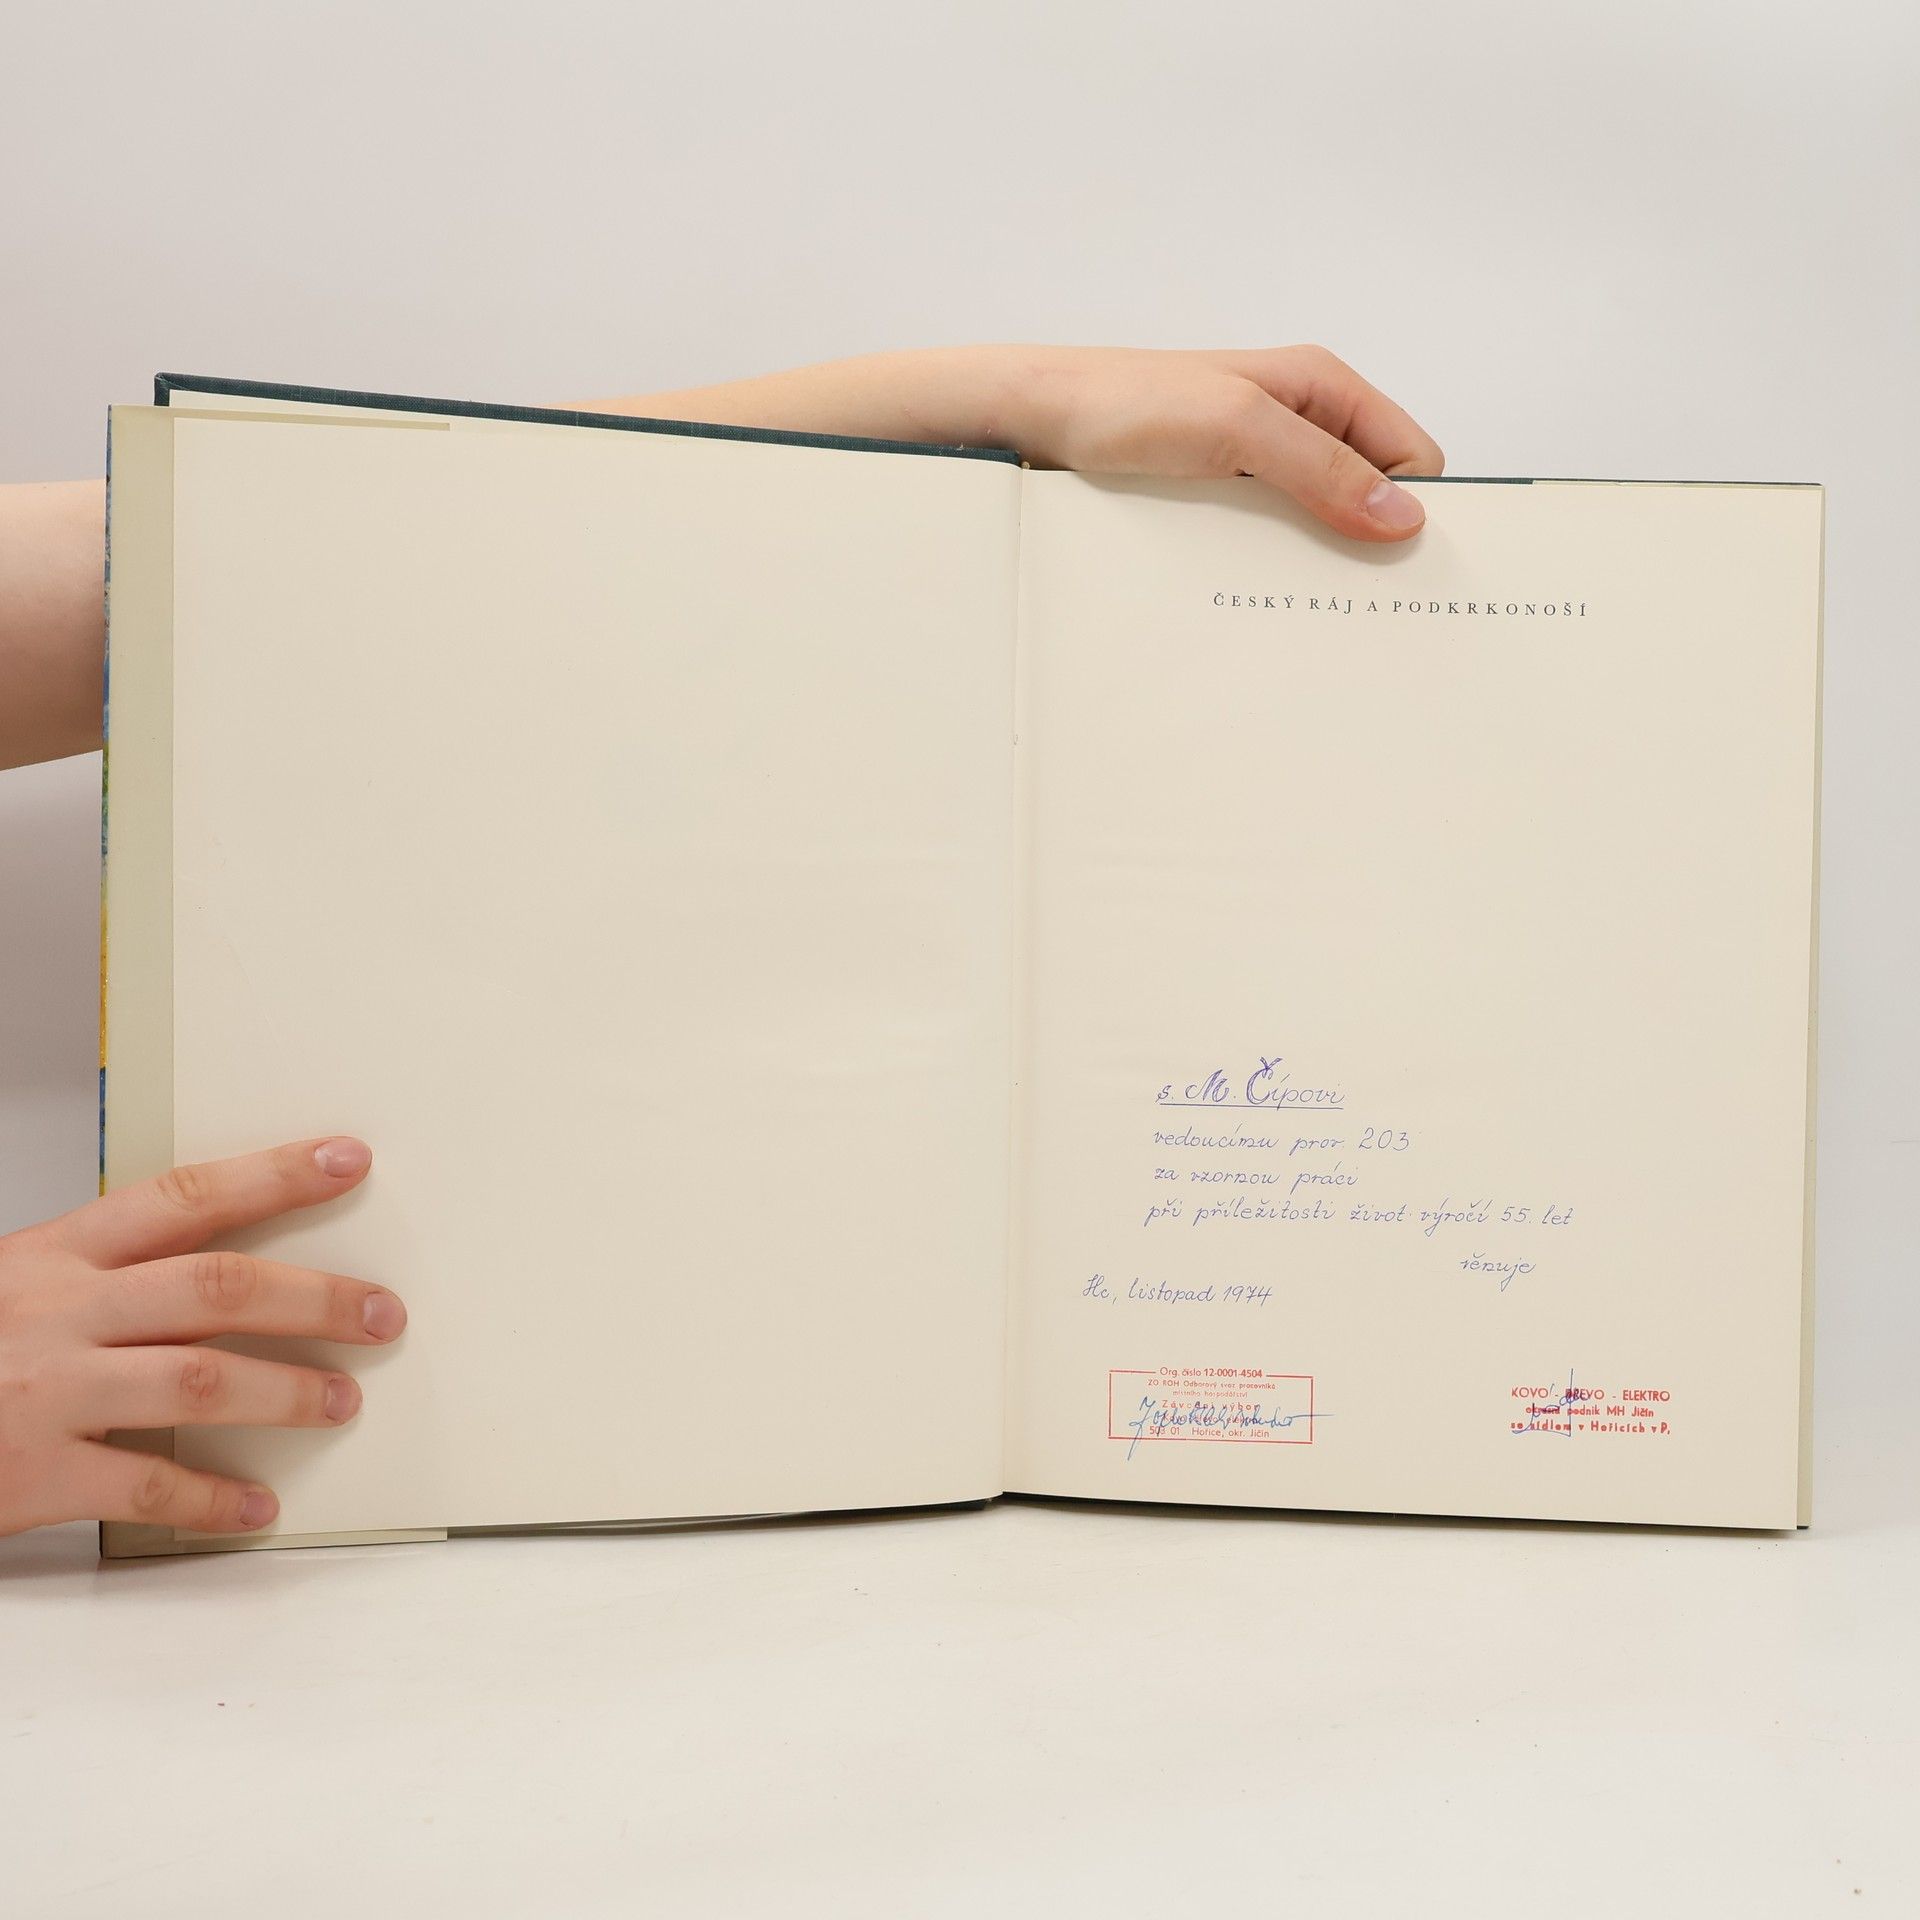 ČESKÝ RÁJ A PODKRKONOŠÍ
s. M. Čípovi
vedoucímu prov. 203
za vzornou práci
při příležitosti život. výročí 55. let
věnuje
Hc, listopad 1974
Org. číslo 12-0001-4504
ZO ROH Odborový svaz pracovníků
místního hospodářství
Závodní výbor
503 01 Hořice, okr. Jičín
KOVO - DŘEVO - ELEKTRO
okresní podnik MH Jičín
se sídlem v Hořicích v P.